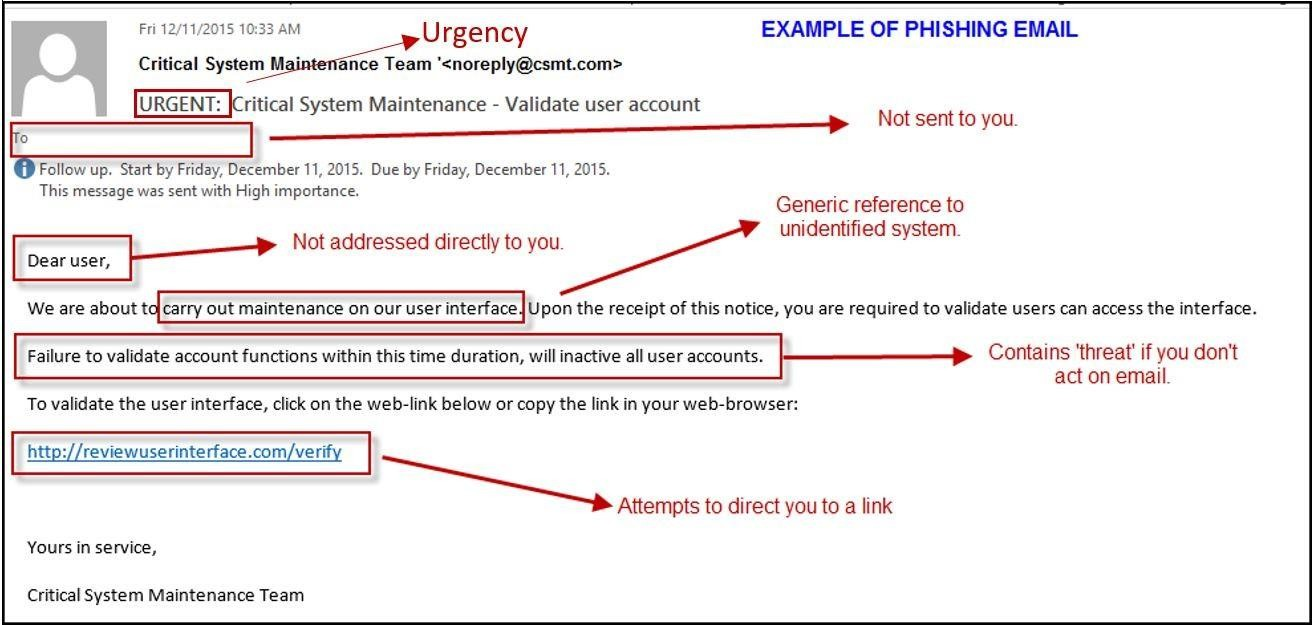 Fri 12/11/2015 10:33 AM
Urgency
EXAMPLE OF PHISHING EMAIL
Critical System Maintenance Team '<noreply@csmt.com>
URGENT: Critical System Maintenance - Validate user account
To
Not sent to you.
Follow up. Start by Friday, December 11, 2015. Due by Friday, December 11, 2015.
This message was sent with High importance.
Generic reference to
unidentified system.
Not addressed directly to you.
Dear user,
We are about to carry out maintenance on our user interface. Upon the receipt of this notice, you are required to validate users can access the interface.
Failure to validate account functions within this time duration, will inactive all user accounts.
Contains 'threat' if you don't
act on email.
To validate the user interface, click on the web-link below or copy the link in your web-browser:
http://reviewuserinterface.com/verify
Attempts to direct you to a link
Yours in service,
Critical System Maintenance Team